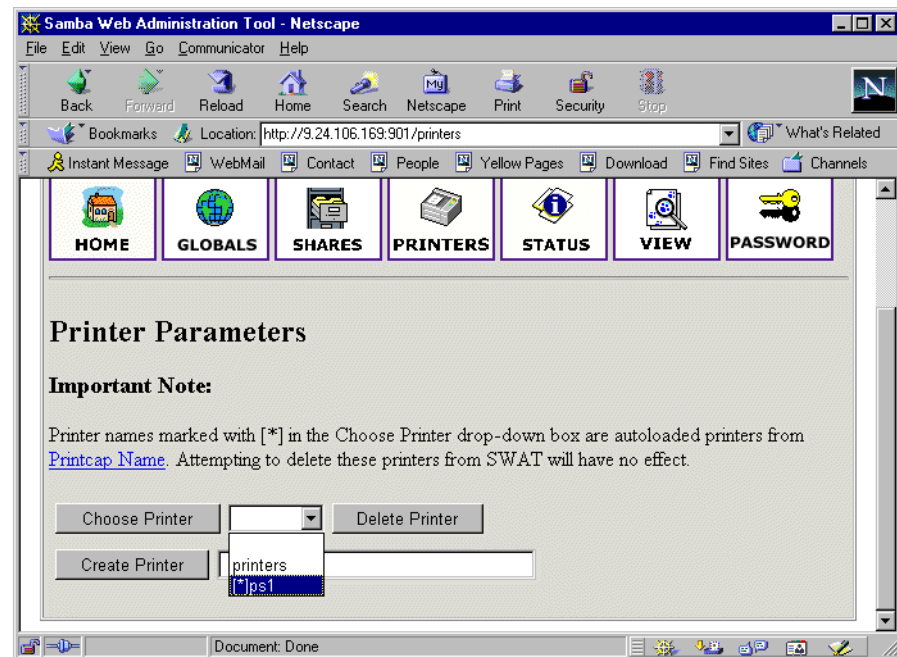 Samba Web Administration Tool - Netscape
File Edit View Go Communicator Help
My
Back Forward Reload Home Search Netscape Print Security Stop
N
Bookmarks Location: http://9.24.106.169:901/printers What's Related
Instant Message WebMail Contact People Yellow Pages Download Find Sites Channels
HOME GLOBALS SHARES PRINTERS STATUS VIEW PASSWORD
Printer Parameters
Important Note:
Printer names marked with [*] in the Choose Printer drop-down box are autoloaded printers from
Printcap Name. Attempting to delete these printers from SWAT will have no effect.
Choose Printer Delete Printer
Create Printer printers
[*]ps1
Document: Done